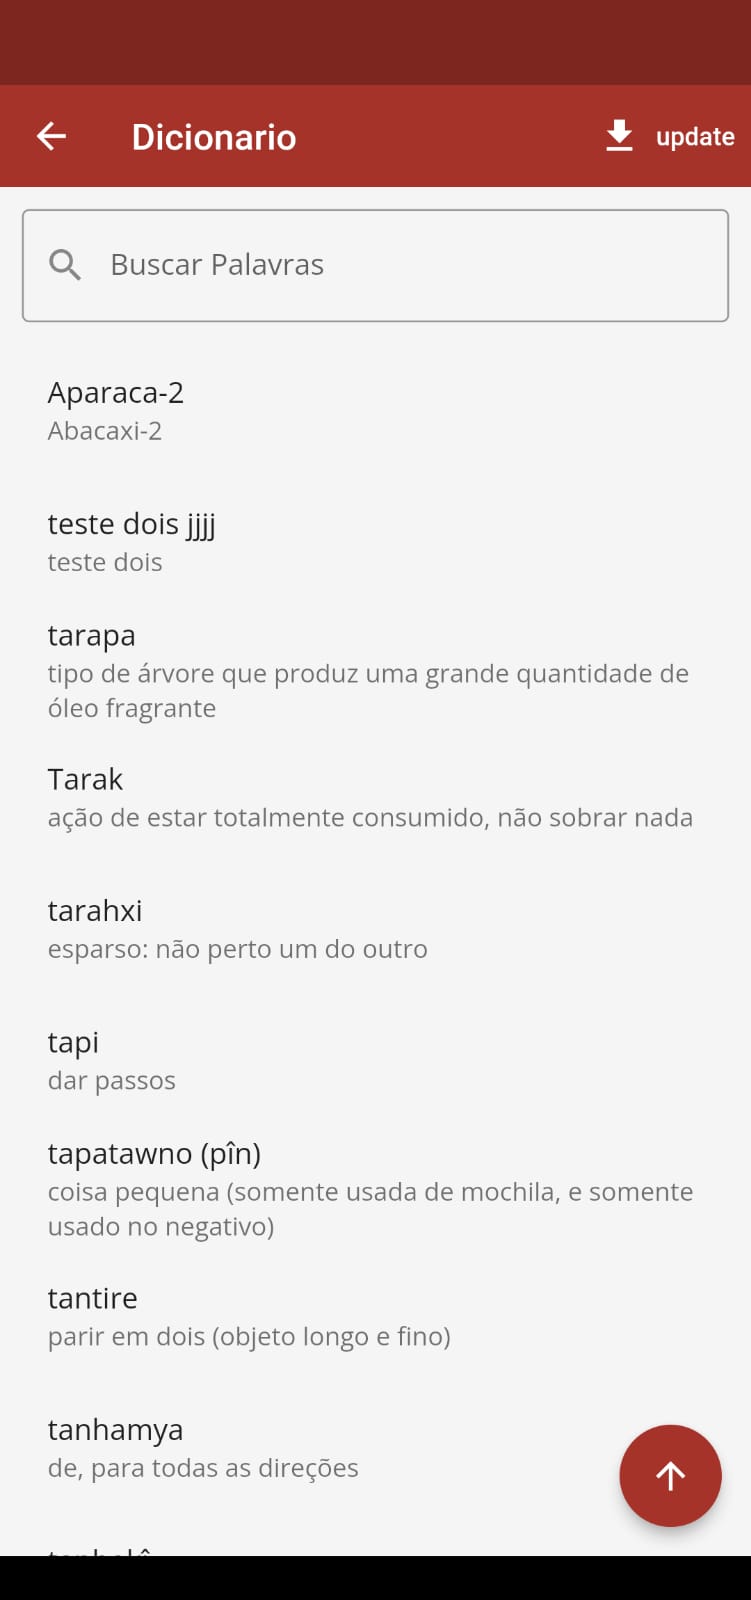 Dicionario
update
Buscar Palavras
Aparaca-2
Abacaxi-2
teste dois jjjj
teste dois
tarapa
tipo de árvore que produz uma grande quantidade de
óleo fragrante
Tarak
ação de estar totalmente consumido, não sobrar nada
tarahxi
esparso: não perto um do outro
tapi
dar passos
tapatawno (pîn)
coisa pequena (somente usada de mochila, e somente
usado no negativo)
tantire
parir em dois (objeto longo e fino)
tanhamya
de, para todas as direções